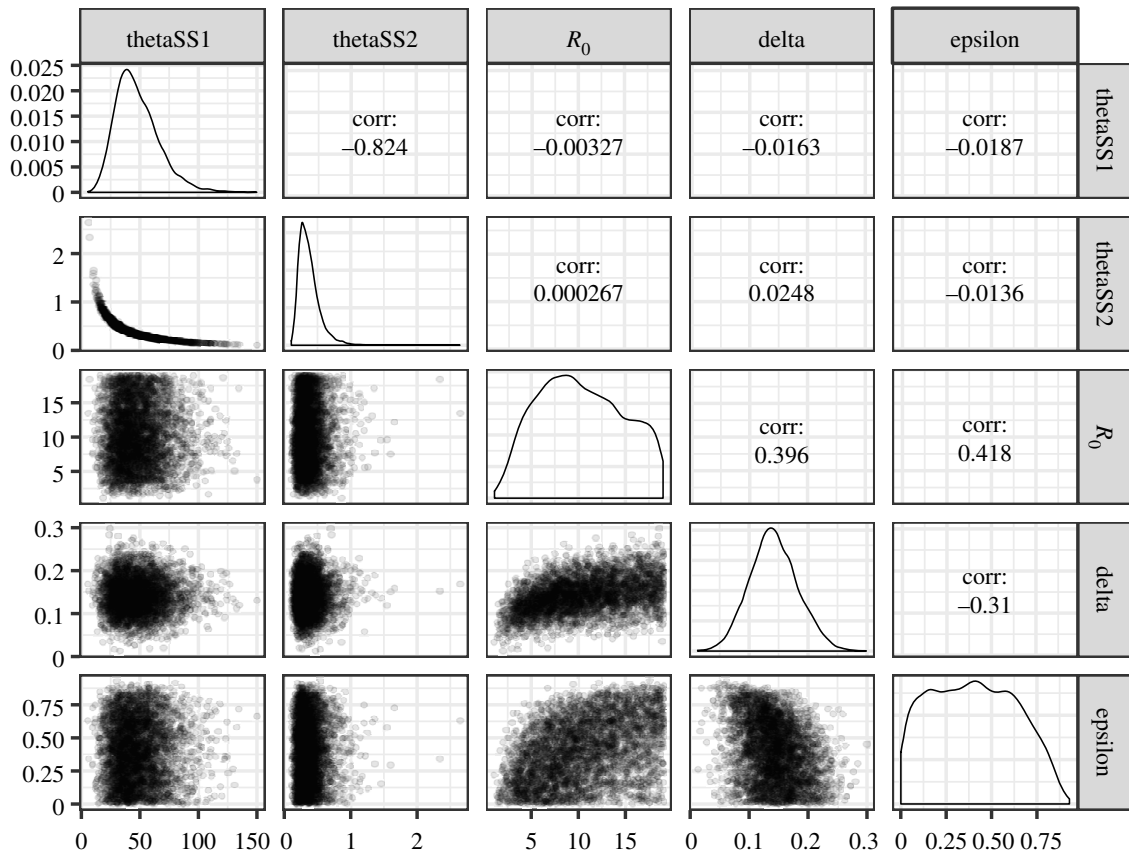 thetaSS1 thetaSS2 R0 delta epsilon
0.025
0.020
0.015
0.010
0.005
0
corr:
–0.824
corr:
–0.00327
corr:
–0.0163
corr:
–0.0187
thetaSS1
2
1
0
corr:
0.000267
corr:
0.0248
corr:
–0.0136
thetaSS2
15
10
5
corr:
0.396
corr:
0.418
R0
0.3
0.2
0.1
0
corr:
–0.31
delta
0.75
0.50
0.25
0
epsilon
0 50 100 150 0 1 2 5 10 15 0 0.1 0.2 0.3 0 0.25 0.50 0.75